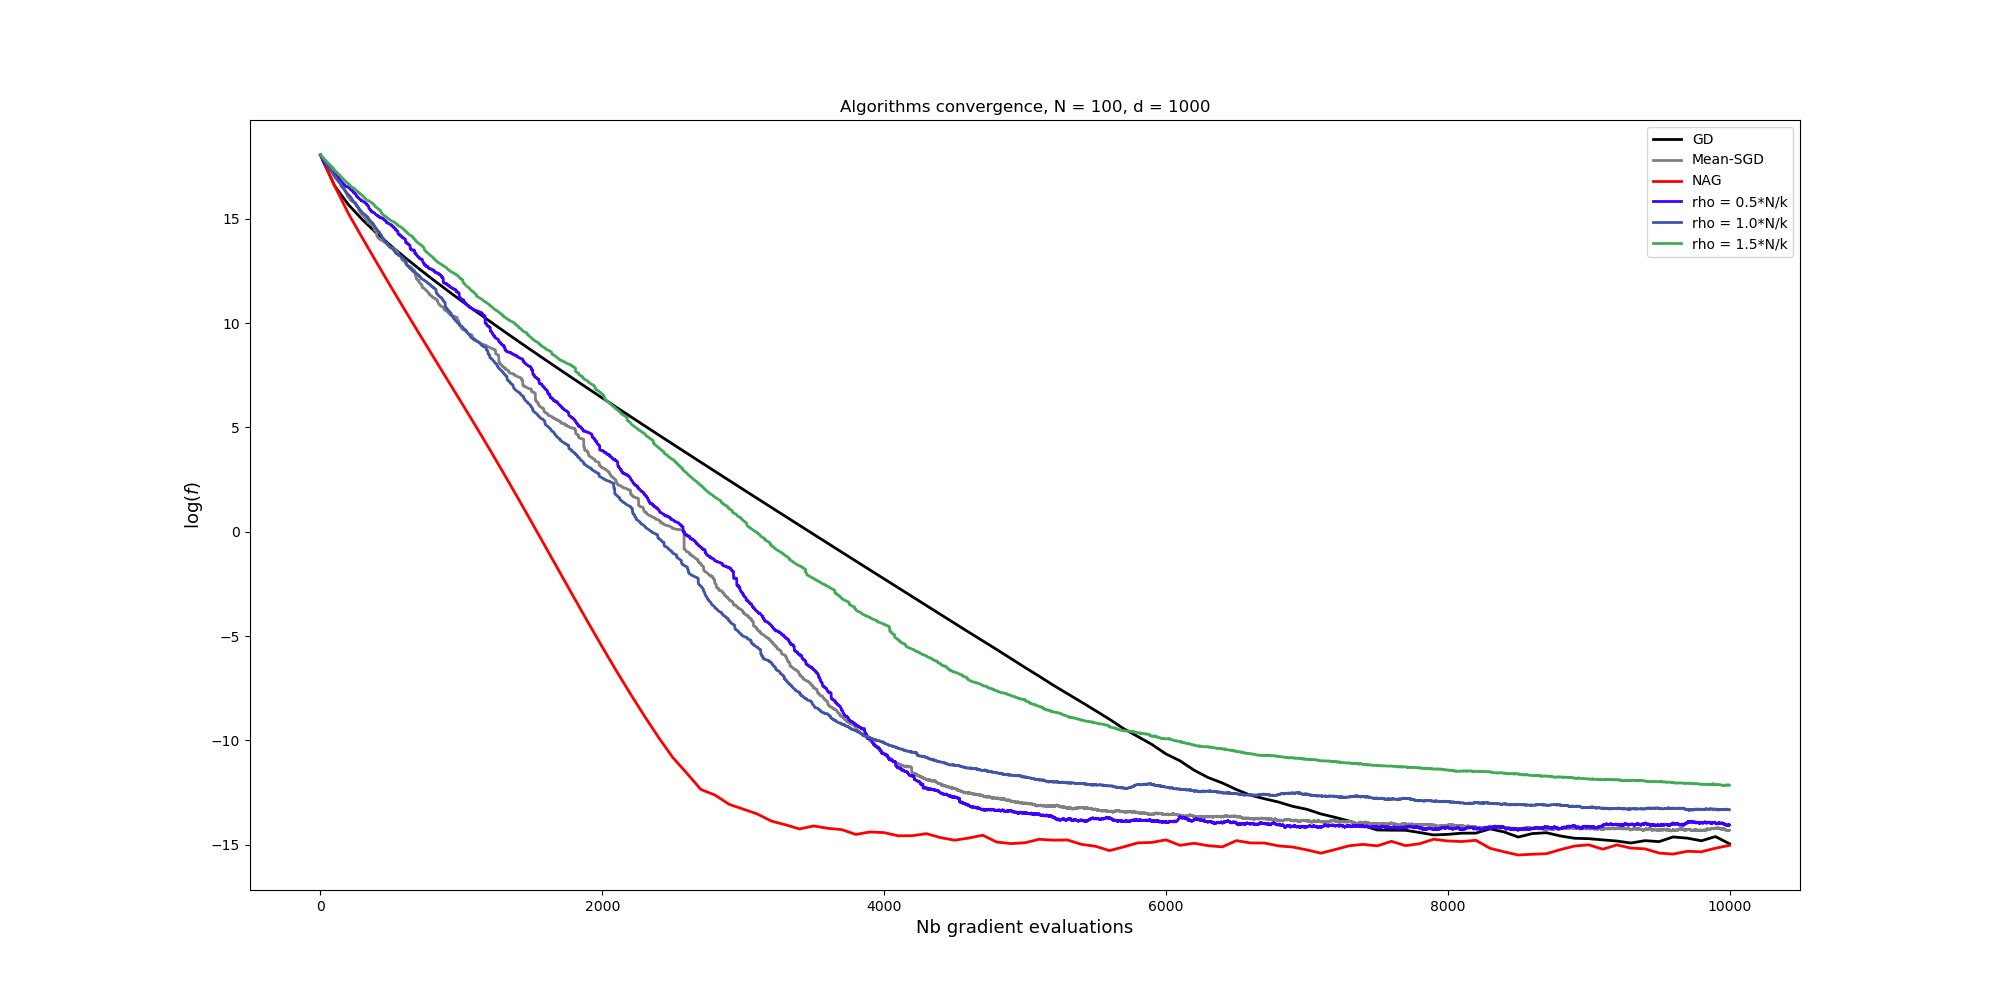 Algorithms convergence, N = 100, d = 1000
GD
Mean-SGD
NAG
rho = 0.5*N/k
rho = 1.0*N/k
rho = 1.5*N/k
15
10
5
0
−5
−10
−15
log(f)
0
2000
4000
6000
8000
10000
Nb gradient evaluations